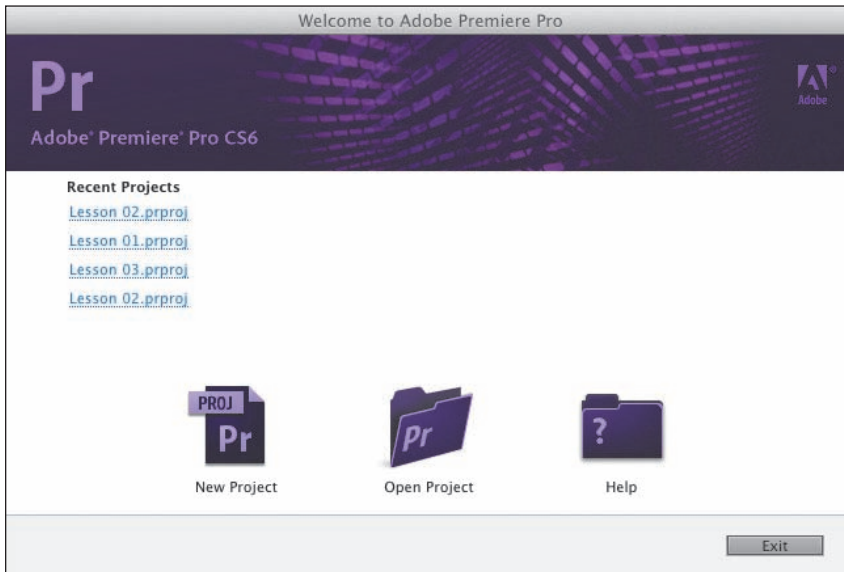 Welcome to Adobe Premiere Pro
Pr
Adobe® Premiere® Pro CS6
Adobe®
Recent Projects
Lesson 02.prproj
Lesson 01.prproj
Lesson 03.prproj
Lesson 02.prproj
PROJ
Pr
Pr
?
New Project
Open Project
Help
Exit